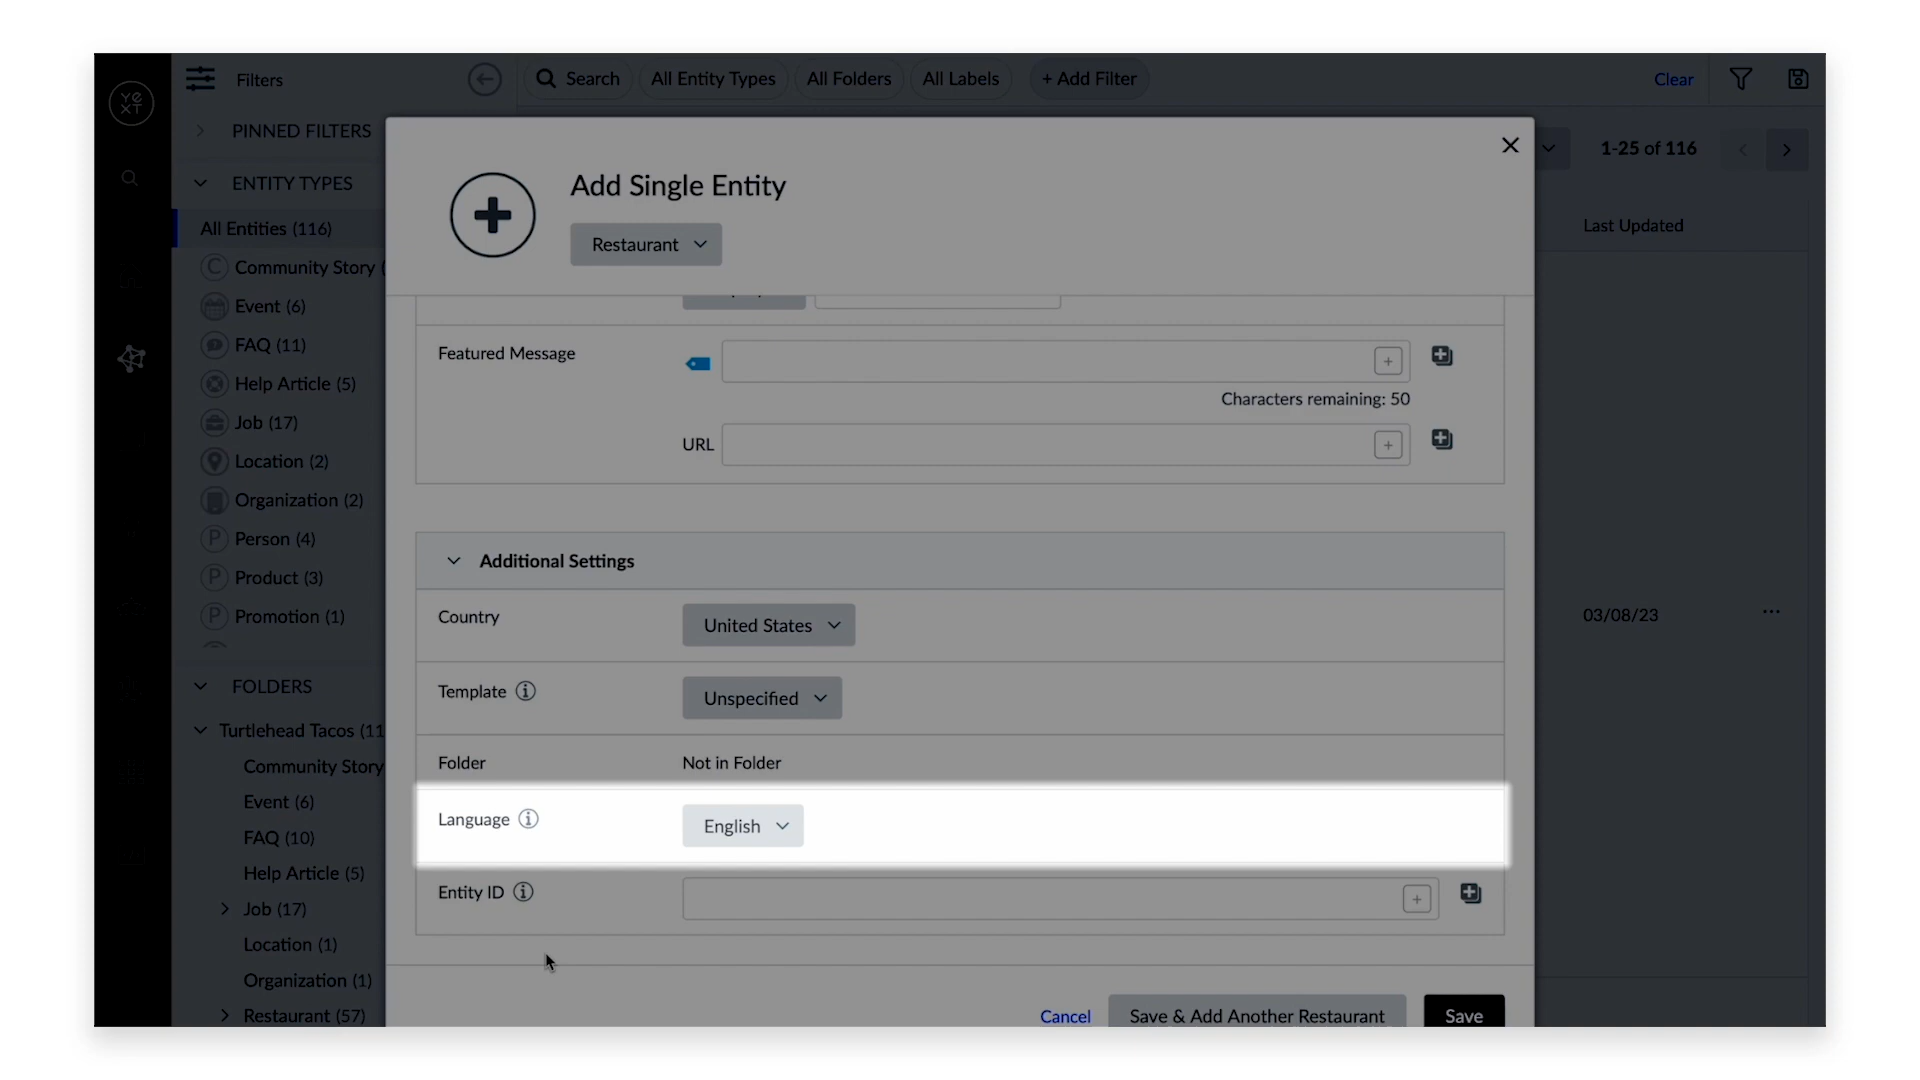 yext
Filters
Search
All Entity Types
All Folders
All Labels
+ Add Filter
Clear
PINNED FILTERS
ENTITY TYPES
All Entities (116)
Community Story (
Event (6)
FAQ (11)
Help Article (5)
Job (17)
Location (2)
Organization (2)
Person (4)
Product (3)
Promotion (1)
FOLDERS
Turtlehead Tacos (11
Community Story
Event (6)
FAQ (10)
Help Article (5)
Job (17)
Location (1)
Organization (1)
Restaurant (57)
Add Single Entity
Restaurant
Featured Message
Characters remaining: 50
URL
Additional Settings
Country
United States
Template
Unspecified
Folder
Not in Folder
Language
English
Entity ID
Cancel
Save & Add Another Restaurant
Save
1-25 of 116
Last Updated
03/08/23